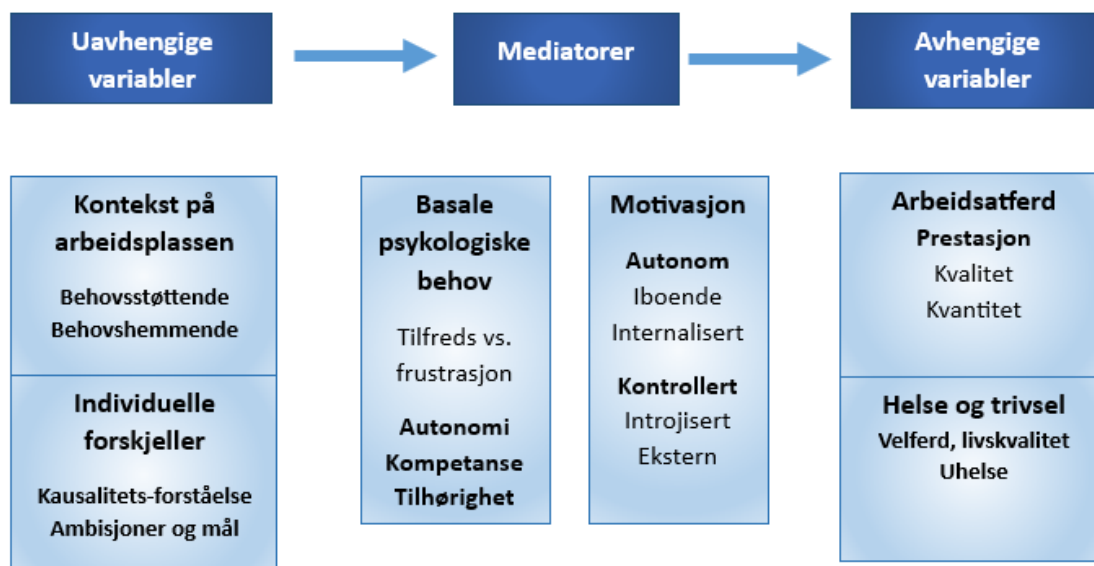 Uavhengige
variabler
Mediatorer
Avhengige
variabler
Kontekst på
arbeidsplassen
Behovsstøttende
Behovshemmende
Individuelle
forskjeller
Kausalitets-forståelse
Ambisjoner og mål
Basale
psykologiske
behov
Tilfreds vs.
frustrasjon
Autonomi
Kompetanse
Tilhørighet
Motivasjon
Autonom
Iboende
Internalisert
Kontrollert
Introjisert
Ekstern
Arbeidsatferd
Prestasjon
Kvalitet
Kvantitet
Helse og trivsel
Velferd, livskvalitet
Uhelse